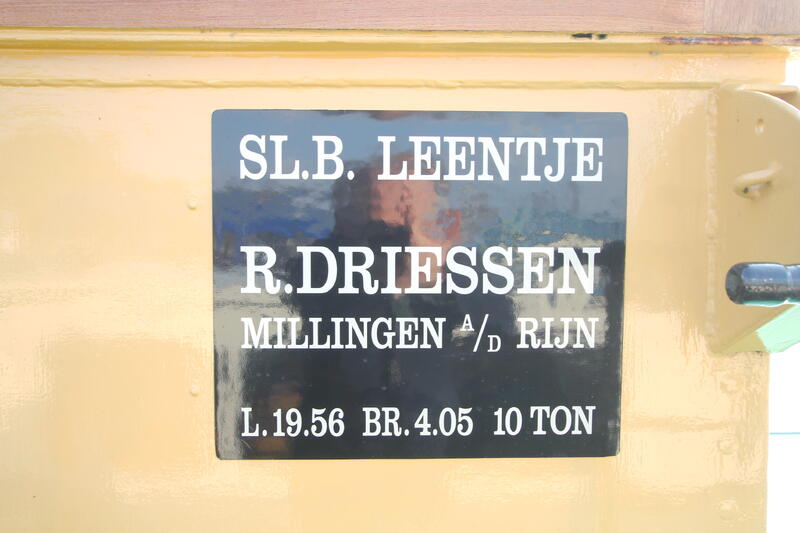 SL.B. LEENTJE
R.DRIESSEN
MILLINGEN A/D RIJN
L.19.56 BR.4.05 10 TON